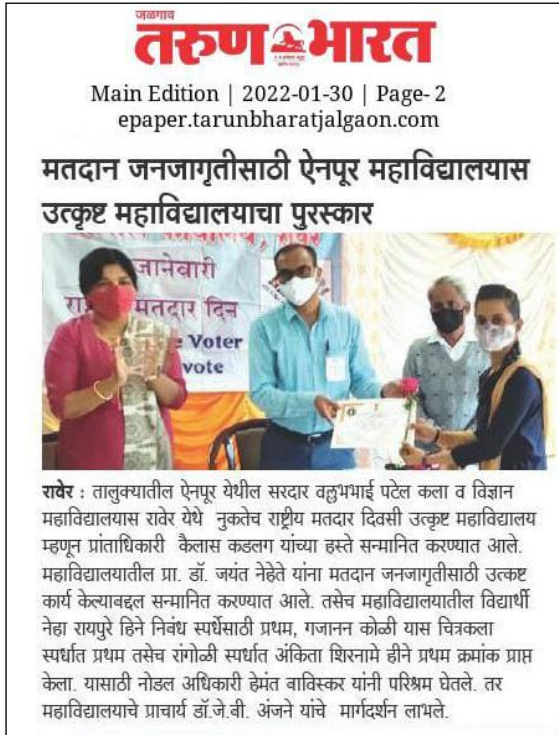 जळगाव
तरुण भारत
Main Edition | 2022-01-30 | Page- 2
epaper.tarunbharatjalgaon.com
मतदान जनजागृतीसाठी ऐनपूर महाविद्यालयास
उत्कृष्ट महाविद्यालयाचा पुरस्कार
रावेर
जानेवारी
मतदार दिन
Voter
vote
रावेर : तालुक्यातील ऐनपूर येथील सरदार वल्लभभाई पटेल कला व विज्ञान
महाविद्यालयास रावेर येथे नुकतेच राष्ट्रीय मतदार दिवसी उत्कृष्ट महाविद्यालय
म्हणून प्रांताधिकारी कैलास कडलग यांच्या हस्ते सन्मानित करण्यात आले.
महाविद्यालयातील प्रा. डॉ. जयंत नेहेते यांना मतदान जनजागृतीसाठी उत्कष्ट
कार्य केल्याबद्दल सन्मानित करण्यात आले. तसेच महाविद्यालयातील विद्यार्थी
नेहा रायपुरे हिने निबंध स्पर्धेसाठी प्रथम, गजानन कोळी यास चित्रकला
स्पर्धात प्रथम तसेच रांगोळी स्पर्धात अंकिता शिरनामे हीने प्रथम क्रमांक प्राप्त
केला. यासाठी नोडल अधिकारी हेमंत बाविस्कर यांनी परिश्रम घेतले. तर
महाविद्यालयाचे प्राचार्य डॉ.जे.बी. अंजने यांचे मार्गदर्शन लाभले.